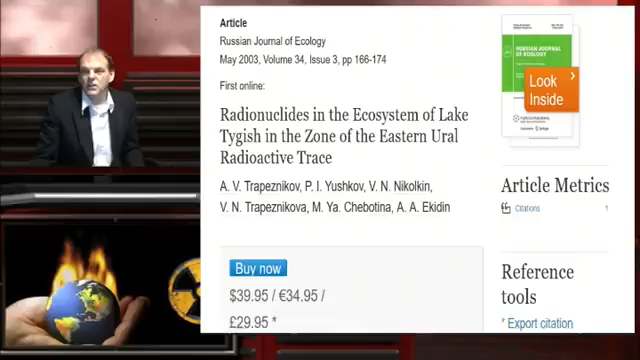 Article
Russian Journal of Ecology
May 2003, Volume 34, Issue 3, pp 166-174
First online:
Radionuclides in the Ecosystem of Lake
Tygish in the Zone of the Eastern Ural
Radioactive Trace
A. V. Trapeznikov, P. I. Yushkov, V. N. Nikolkin,
V. N. Trapeznikova, M. Ya. Chebotina, A. A. Ekidin
Buy now
$39.95 / €34.95 /
£29.95 *
RUSSIAN JOURNAL
OF ECOLOGY
Look
Inside
Springer
Article Metrics
Citations 1
Reference
tools
* Export citation